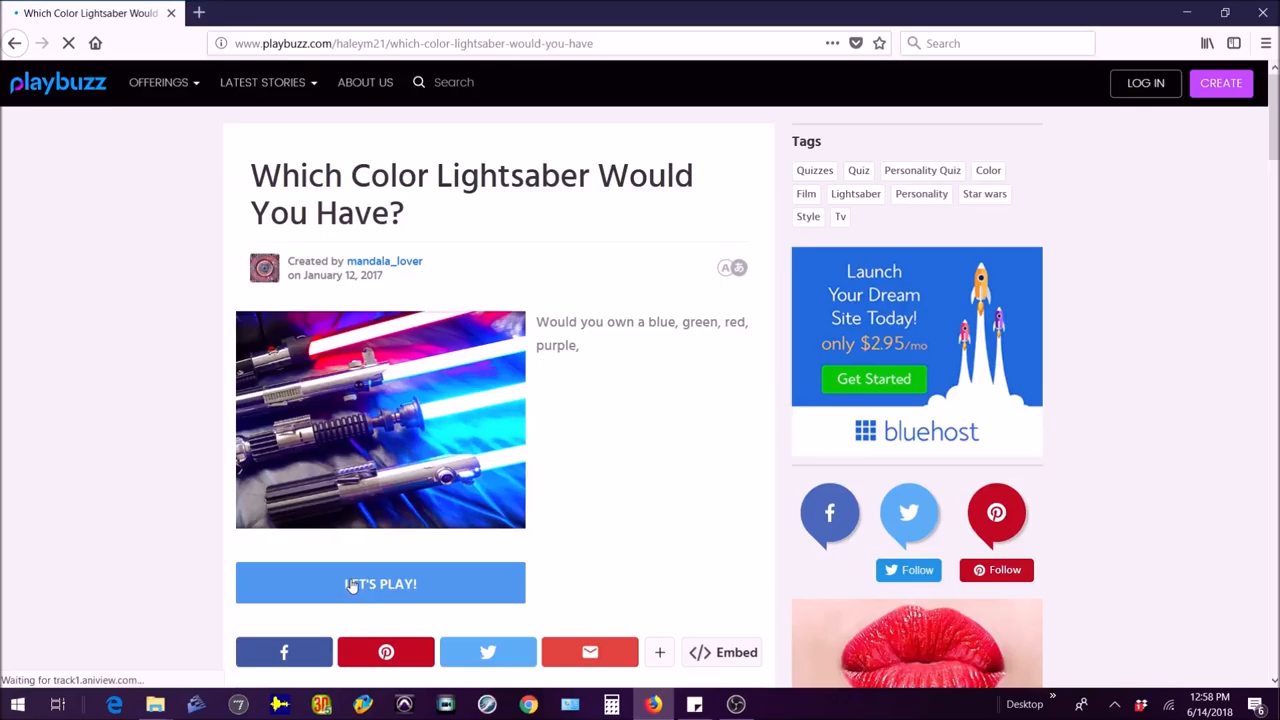 Which Color Lightsaber Would
www.playbuzz.com/haleym21/which-color-lightsaber-would-you-have
Search
playbuzz
OFFERINGS
LATEST STORIES
ABOUT US
Search
LOG IN
CREATE
Which Color Lightsaber Would
You Have?
Created by mandala_lover
on January 12, 2017
Would you own a blue, green, red,
purple,
LET'S PLAY!
Embed
Tags
Quizzes Quiz Personality Quiz Color
Film Lightsaber Personality Star wars
Style Tv
Launch
Your Dream
Site Today!
only $2.95/mo
Get Started
bluehost
Follow
Follow
Waiting for track1.aniview.com...
Desktop
12:58 PM
6/14/2018